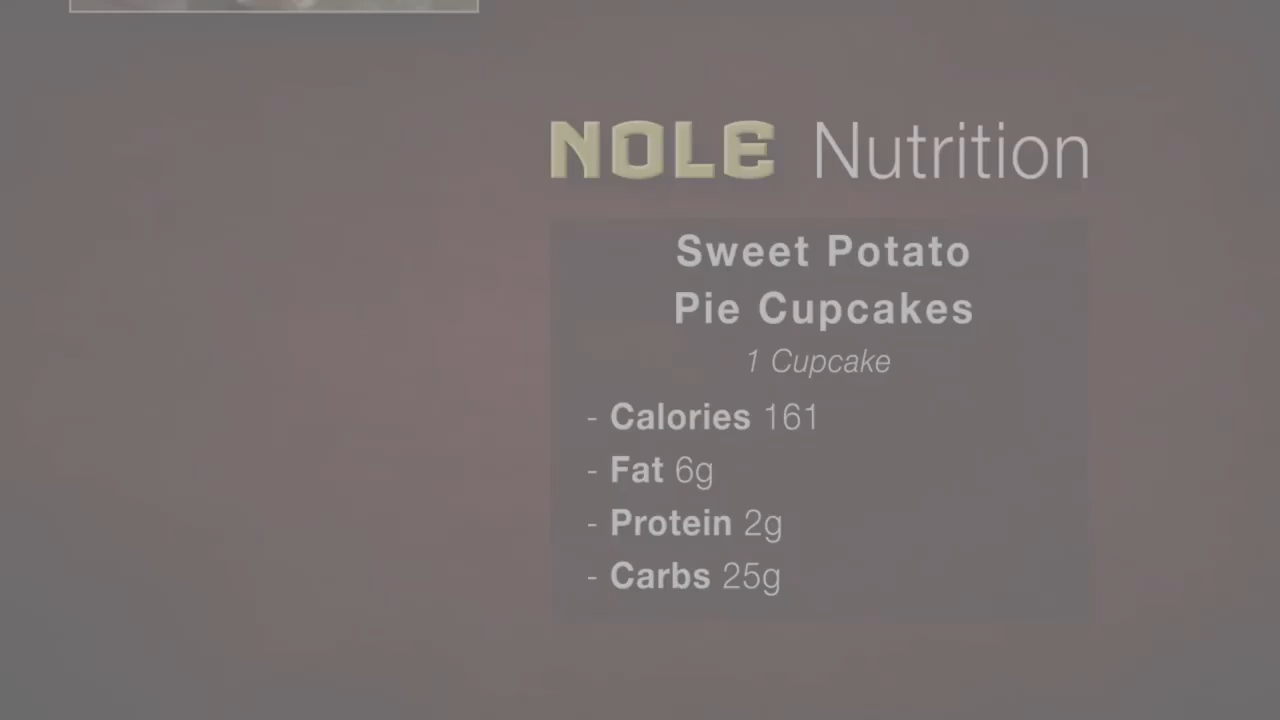 NOLE Nutrition
Sweet Potato
Pie Cupcakes
1 Cupcake
- Calories 161
- Fat 6g
- Protein 2g
- Carbs 25g